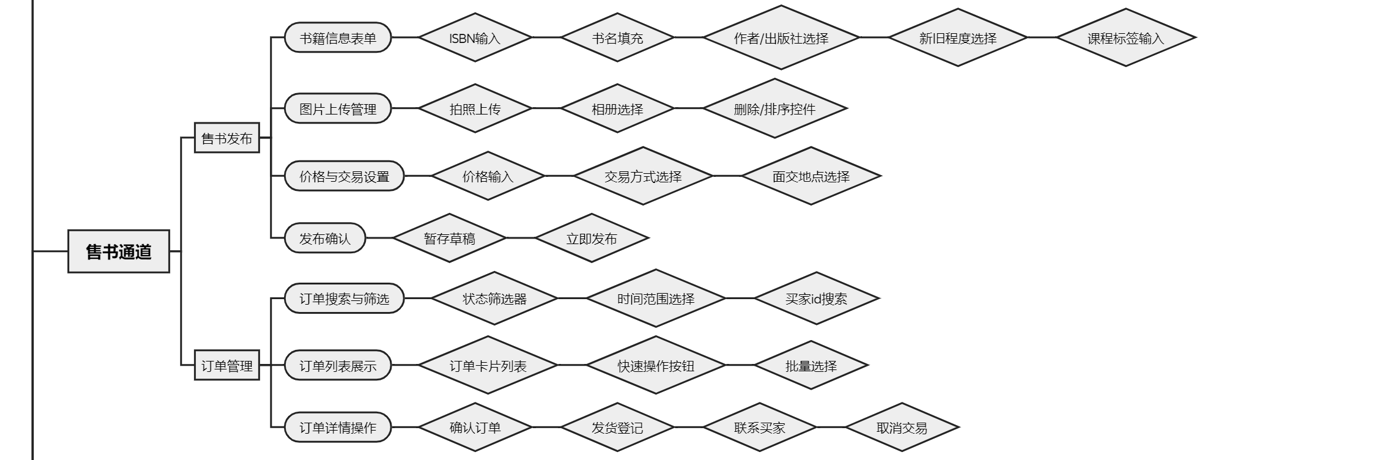 书籍信息表单
ISBN输入
书名填充
作者/出版社选择
新旧程度选择
课程标签输入
图片上传管理
拍照上传
相册选择
删除/排序控件
售书发布
价格与交易设置
价格输入
交易方式选择
面交地点选择
发布确认
暂存草稿
立即发布
售书通道
订单搜索与筛选
状态筛选器
时间范围选择
买家id搜索
订单管理
订单列表展示
订单卡片列表
快速操作按钮
批量选择
订单详情操作
确认订单
发货登记
联系买家
取消交易